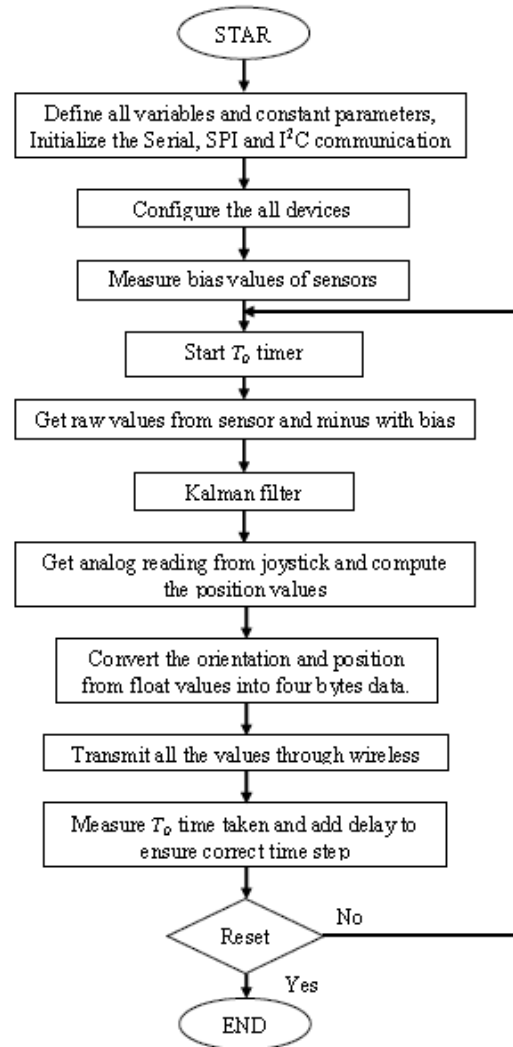 STAR
Define all variables and constant parameters,
Initialize the Serial, SPI and I²C communication
Configure the all devices
Measure bias values of sensors
Start T₀ timer
Get raw values from sensor and minus with bias
Kalman filter
Get analog reading from joystick and compute
the position values
Convert the orientation and position
from float values into four bytes data.
Transmit all the values through wireless
Measure T₀ time taken and add delay to
ensure correct time step
Reset
No
Yes
END